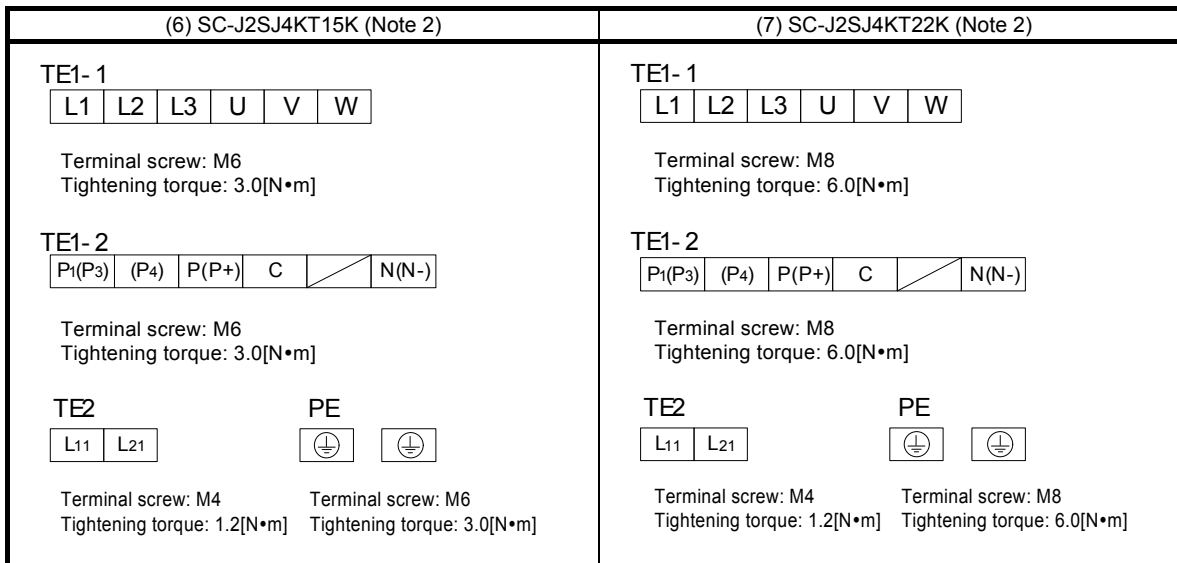 (6) SC-J2SJ4KT15K (Note 2)
TE1-1
L1 L2 L3 U V W
Terminal screw: M6
Tightening torque: 3.0[N•m]
TE1-2
P1(P3) (P4) P(P+) C N(N-)
Terminal screw: M6
Tightening torque: 3.0[N•m]
TE2 PE
L11 L21
Terminal screw: M4 Terminal screw: M6
Tightening torque: 1.2[N•m] Tightening torque: 3.0[N•m]
(7) SC-J2SJ4KT22K (Note 2)
TE1-1
L1 L2 L3 U V W
Terminal screw: M8
Tightening torque: 6.0[N•m]
TE1-2
P1(P3) (P4) P(P+) C N(N-)
Terminal screw: M8
Tightening torque: 6.0[N•m]
TE2 PE
L11 L21
Terminal screw: M4 Terminal screw: M8
Tightening torque: 1.2[N•m] Tightening torque: 6.0[N•m]